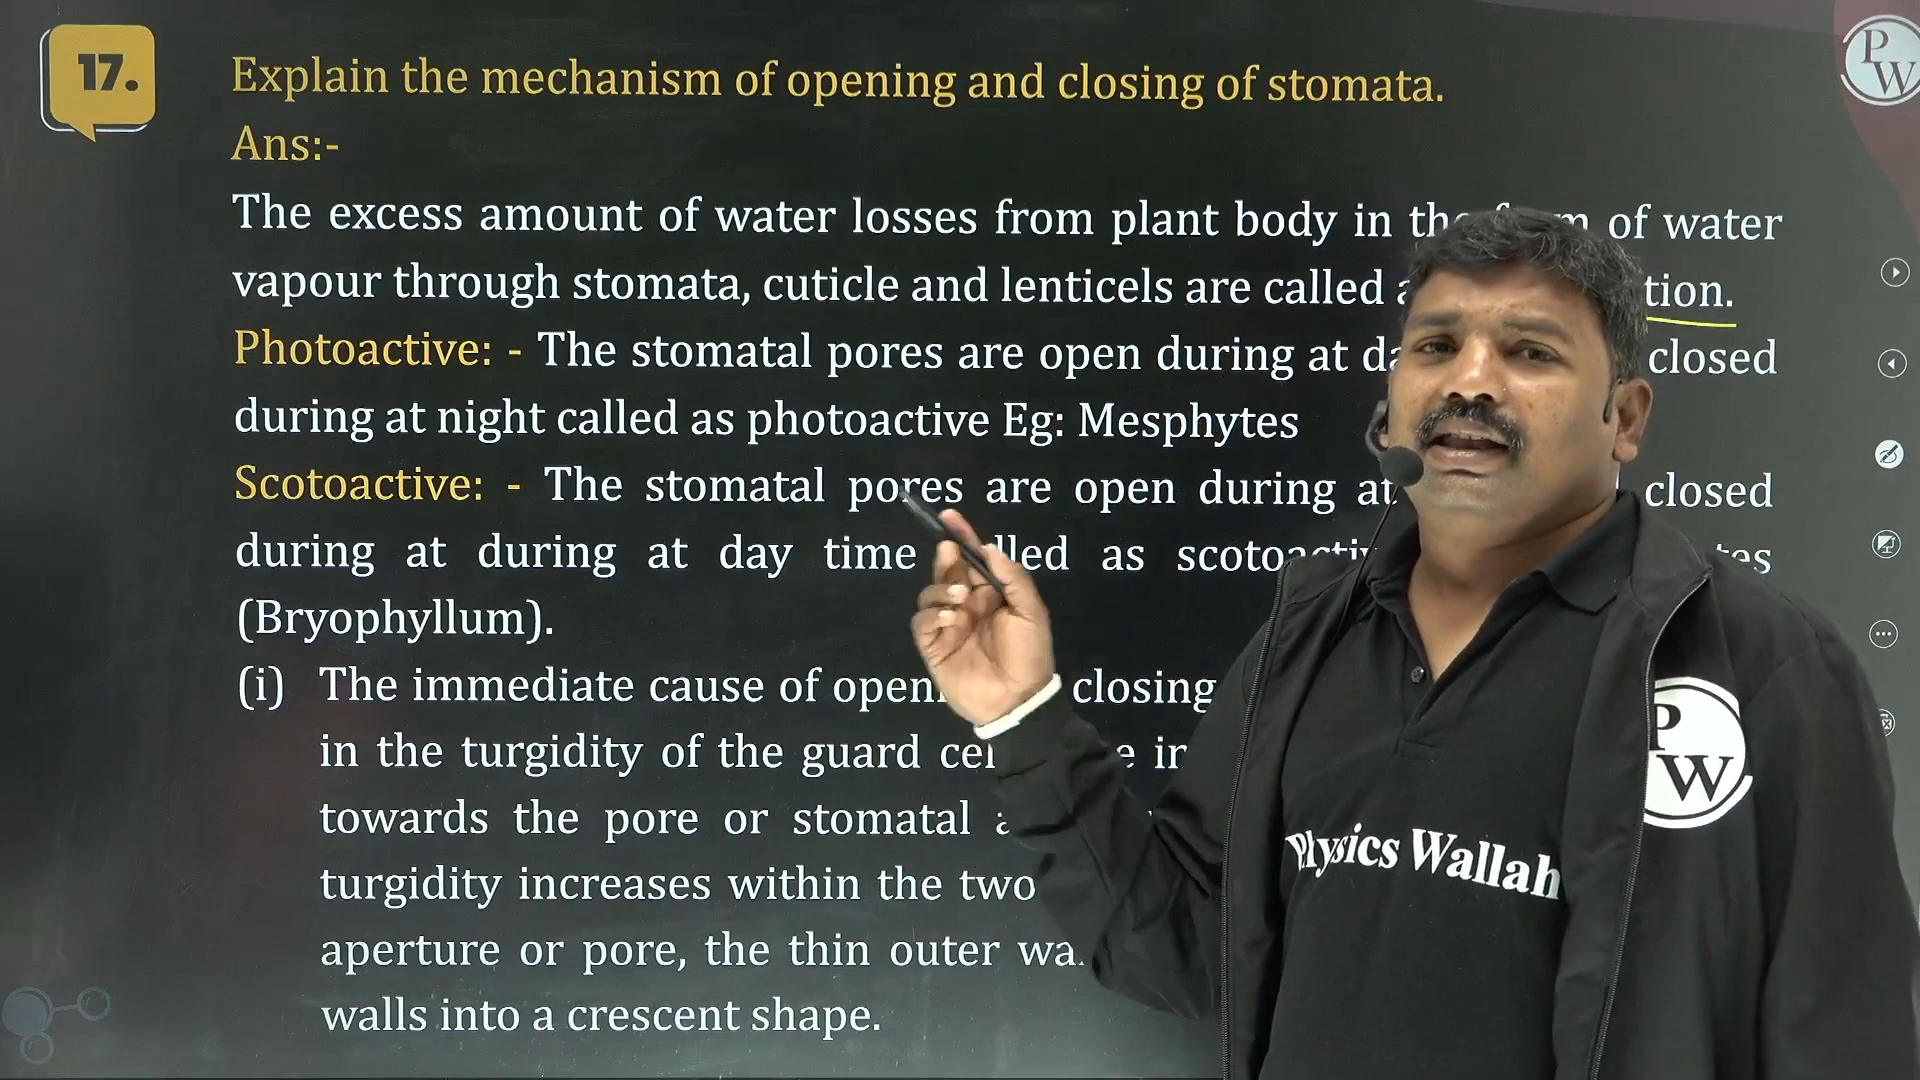 17.
Explain the mechanism of opening and closing of stomata.
Ans:-
The excess amount of water losses from plant body in the of water
vapour through stomata, cuticle and lenticels are called
Photoactive: - The stomatal pores are open during at closed
during at night called as photoactive Eg: Mesphytes
Scotoactive: - The stomatal pores are open during at closed
during at during at day time as
(Bryophyllum).
(i) The immediate cause of closing
in the turgidity of the guard
towards the pore or stomatal
turgidity increases within the two
aperture or pore, the thin outer
walls into a crescent shape.
PW
PW
Physics Wallah